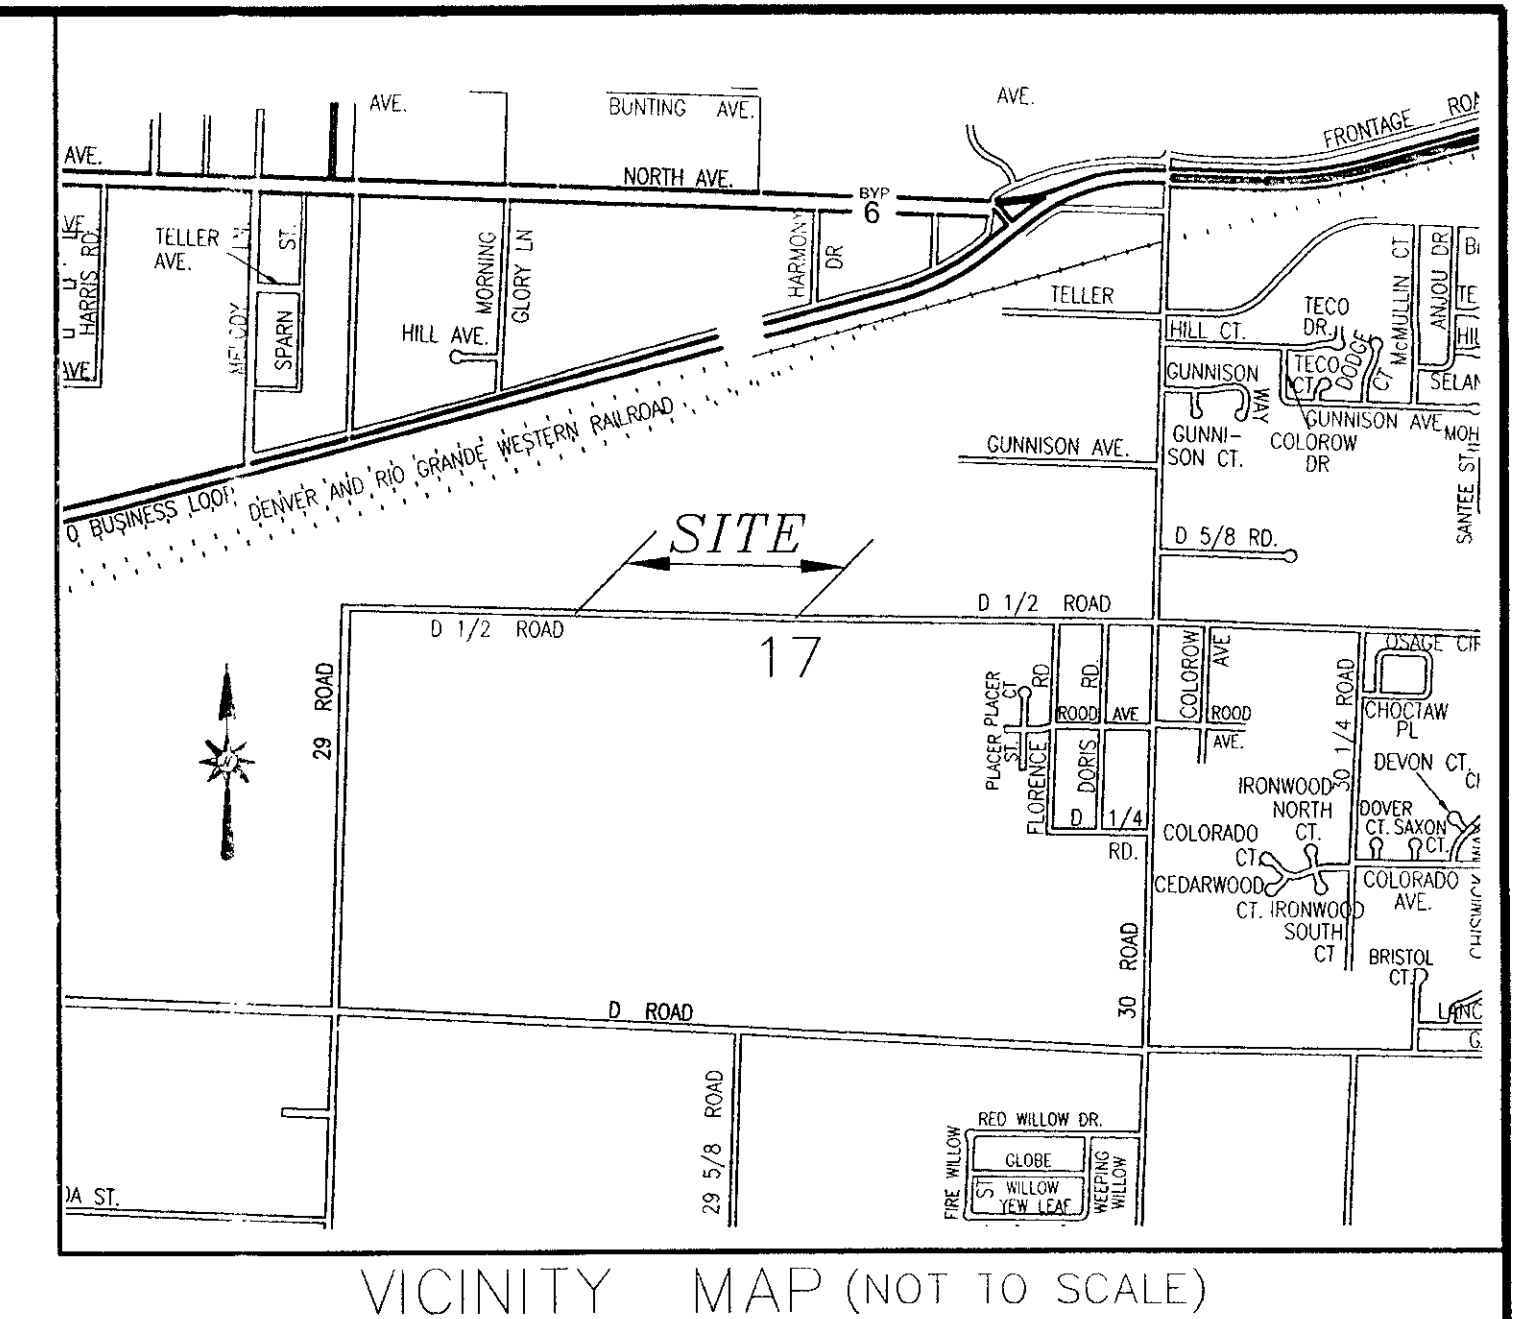 AVE.
BUNTING AVE.
AVE.
FRONTAGE
AVE.
NORTH AVE.
BYP
6
HARRIS RD.
TELLER
AVE.
MELODY LN
SPARN ST.
MORNING
GLORY LN
HARMONY
DR
HILL AVE.
TELLER
HILL CT.
TECO
DR.
TECO
CT.
DODGE
CT
McMULLIN CT
ANJOU DR
GUNNISON
WAY
GUNNI-
SON CT.
COLOROW
DR
GUNNISON AVE
SANTEE ST.
GUNNISON AVE.
BUSINESS LOOP
DENVER AND RIO GRANDE WESTERN RAILROAD
D 5/8 RD.
SITE
D 1/2 ROAD
D 1/2 ROAD
17
29 ROAD
N
PLACER
CT
PLACER
ST.
FLORENCE RD
DORIS RD.
ROOD AVE
COLOROW
AVE
ROOD
AVE.
D 1/4
RD.
30 1/4 ROAD
OSAGE
CHOCTAW
PL
DEVON CT.
IRONWOOD
NORTH
CT.
DOVER
CT.
SAXON
CT.
COLORADO
CT.
CEDARWOOD
CT.
IRONWOOD
SOUTH
CT
COLORADO
AVE.
BRISTOL
CT.
30 ROAD
D ROAD
29 5/8 ROAD
RED WILLOW DR.
FIRE WILLOW
ST
GLOBE
WILLOW
YEW LEAF
WEEPING
WILLOW
ST.
VICINITY MAP (NOT TO SCALE)